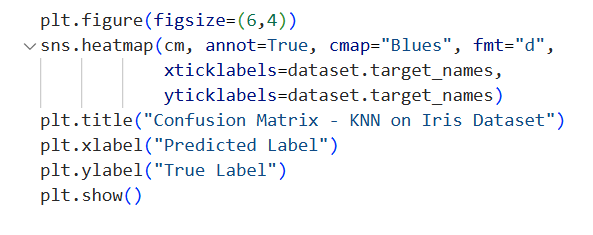 plt.figure(figsize=(6,4))
sns.heatmap(cm, annot=True, cmap="Blues", fmt="d",
            xticklabels=dataset.target_names,
            yticklabels=dataset.target_names)
plt.title("Confusion Matrix - KNN on Iris Dataset")
plt.xlabel("Predicted Label")
plt.ylabel("True Label")
plt.show()